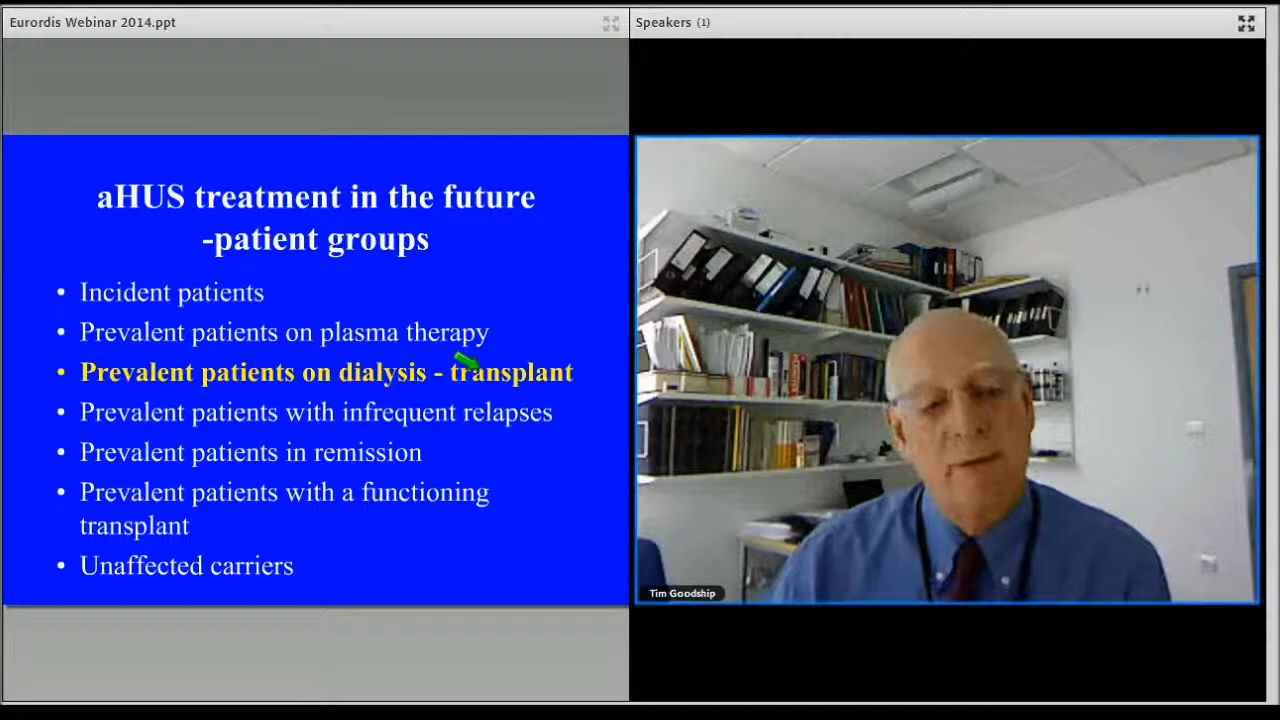 Eurordis Webinar 2014.ppt
Speakers (1)
aHUS treatment in the future
-patient groups
• Incident patients
• Prevalent patients on plasma therapy
• Prevalent patients on dialysis - transplant
• Prevalent patients with infrequent relapses
• Prevalent patients in remission
• Prevalent patients with a functioning
transplant
• Unaffected carriers
Tim Goodship